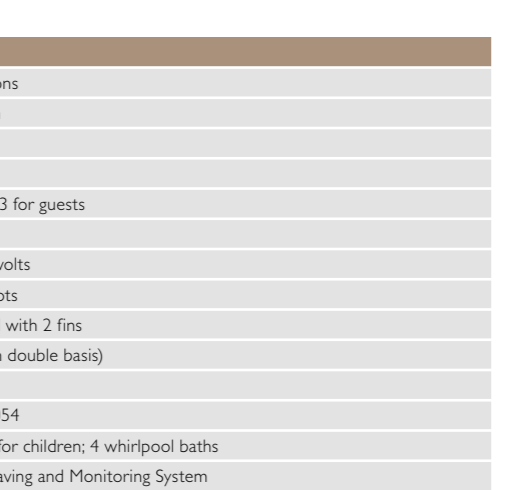 ons
3 for guests
volts
ots
with 2 fins
n double basis)
54
for children; 4 whirlpool baths
aving and Monitoring System